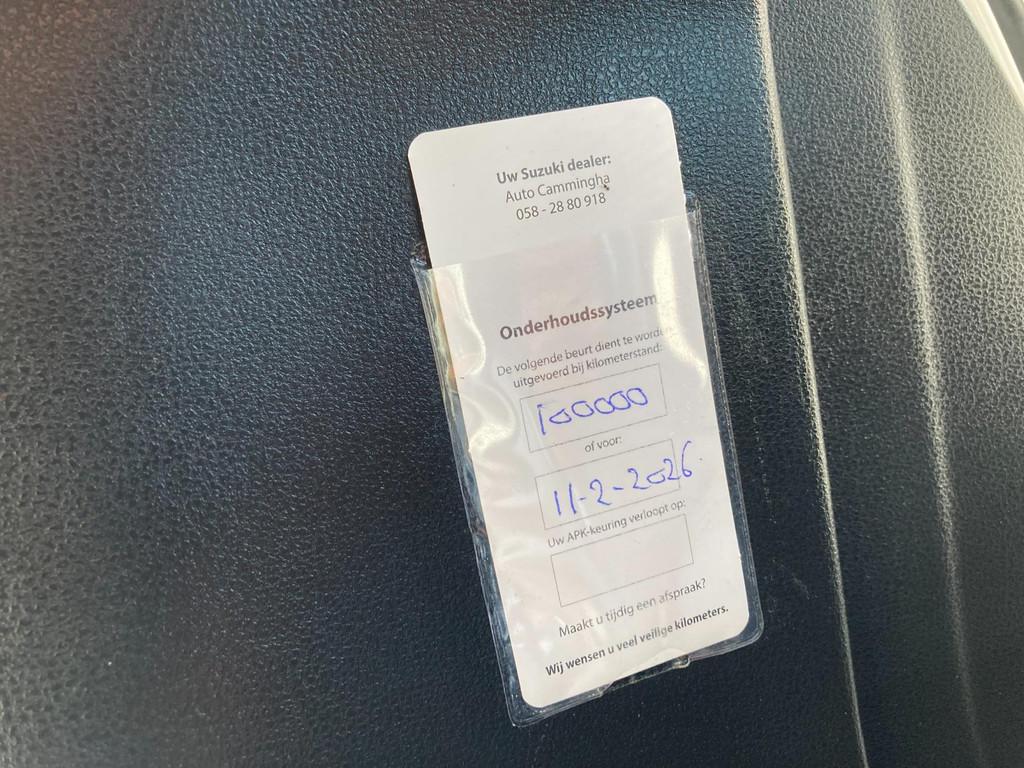 Uw Suzuki dealer:
Auto Cammingha
058 - 28 80 918
Onderhoudssysteem
De volgende beurt dient te worden
uitgevoerd bij kilometerstand:
100000
of voor:
11-2-2026.
Uw APK-keuring verloopt op:
Maakt u tijdig een afspraak?
Wij wensen u veel veilige kilometers.